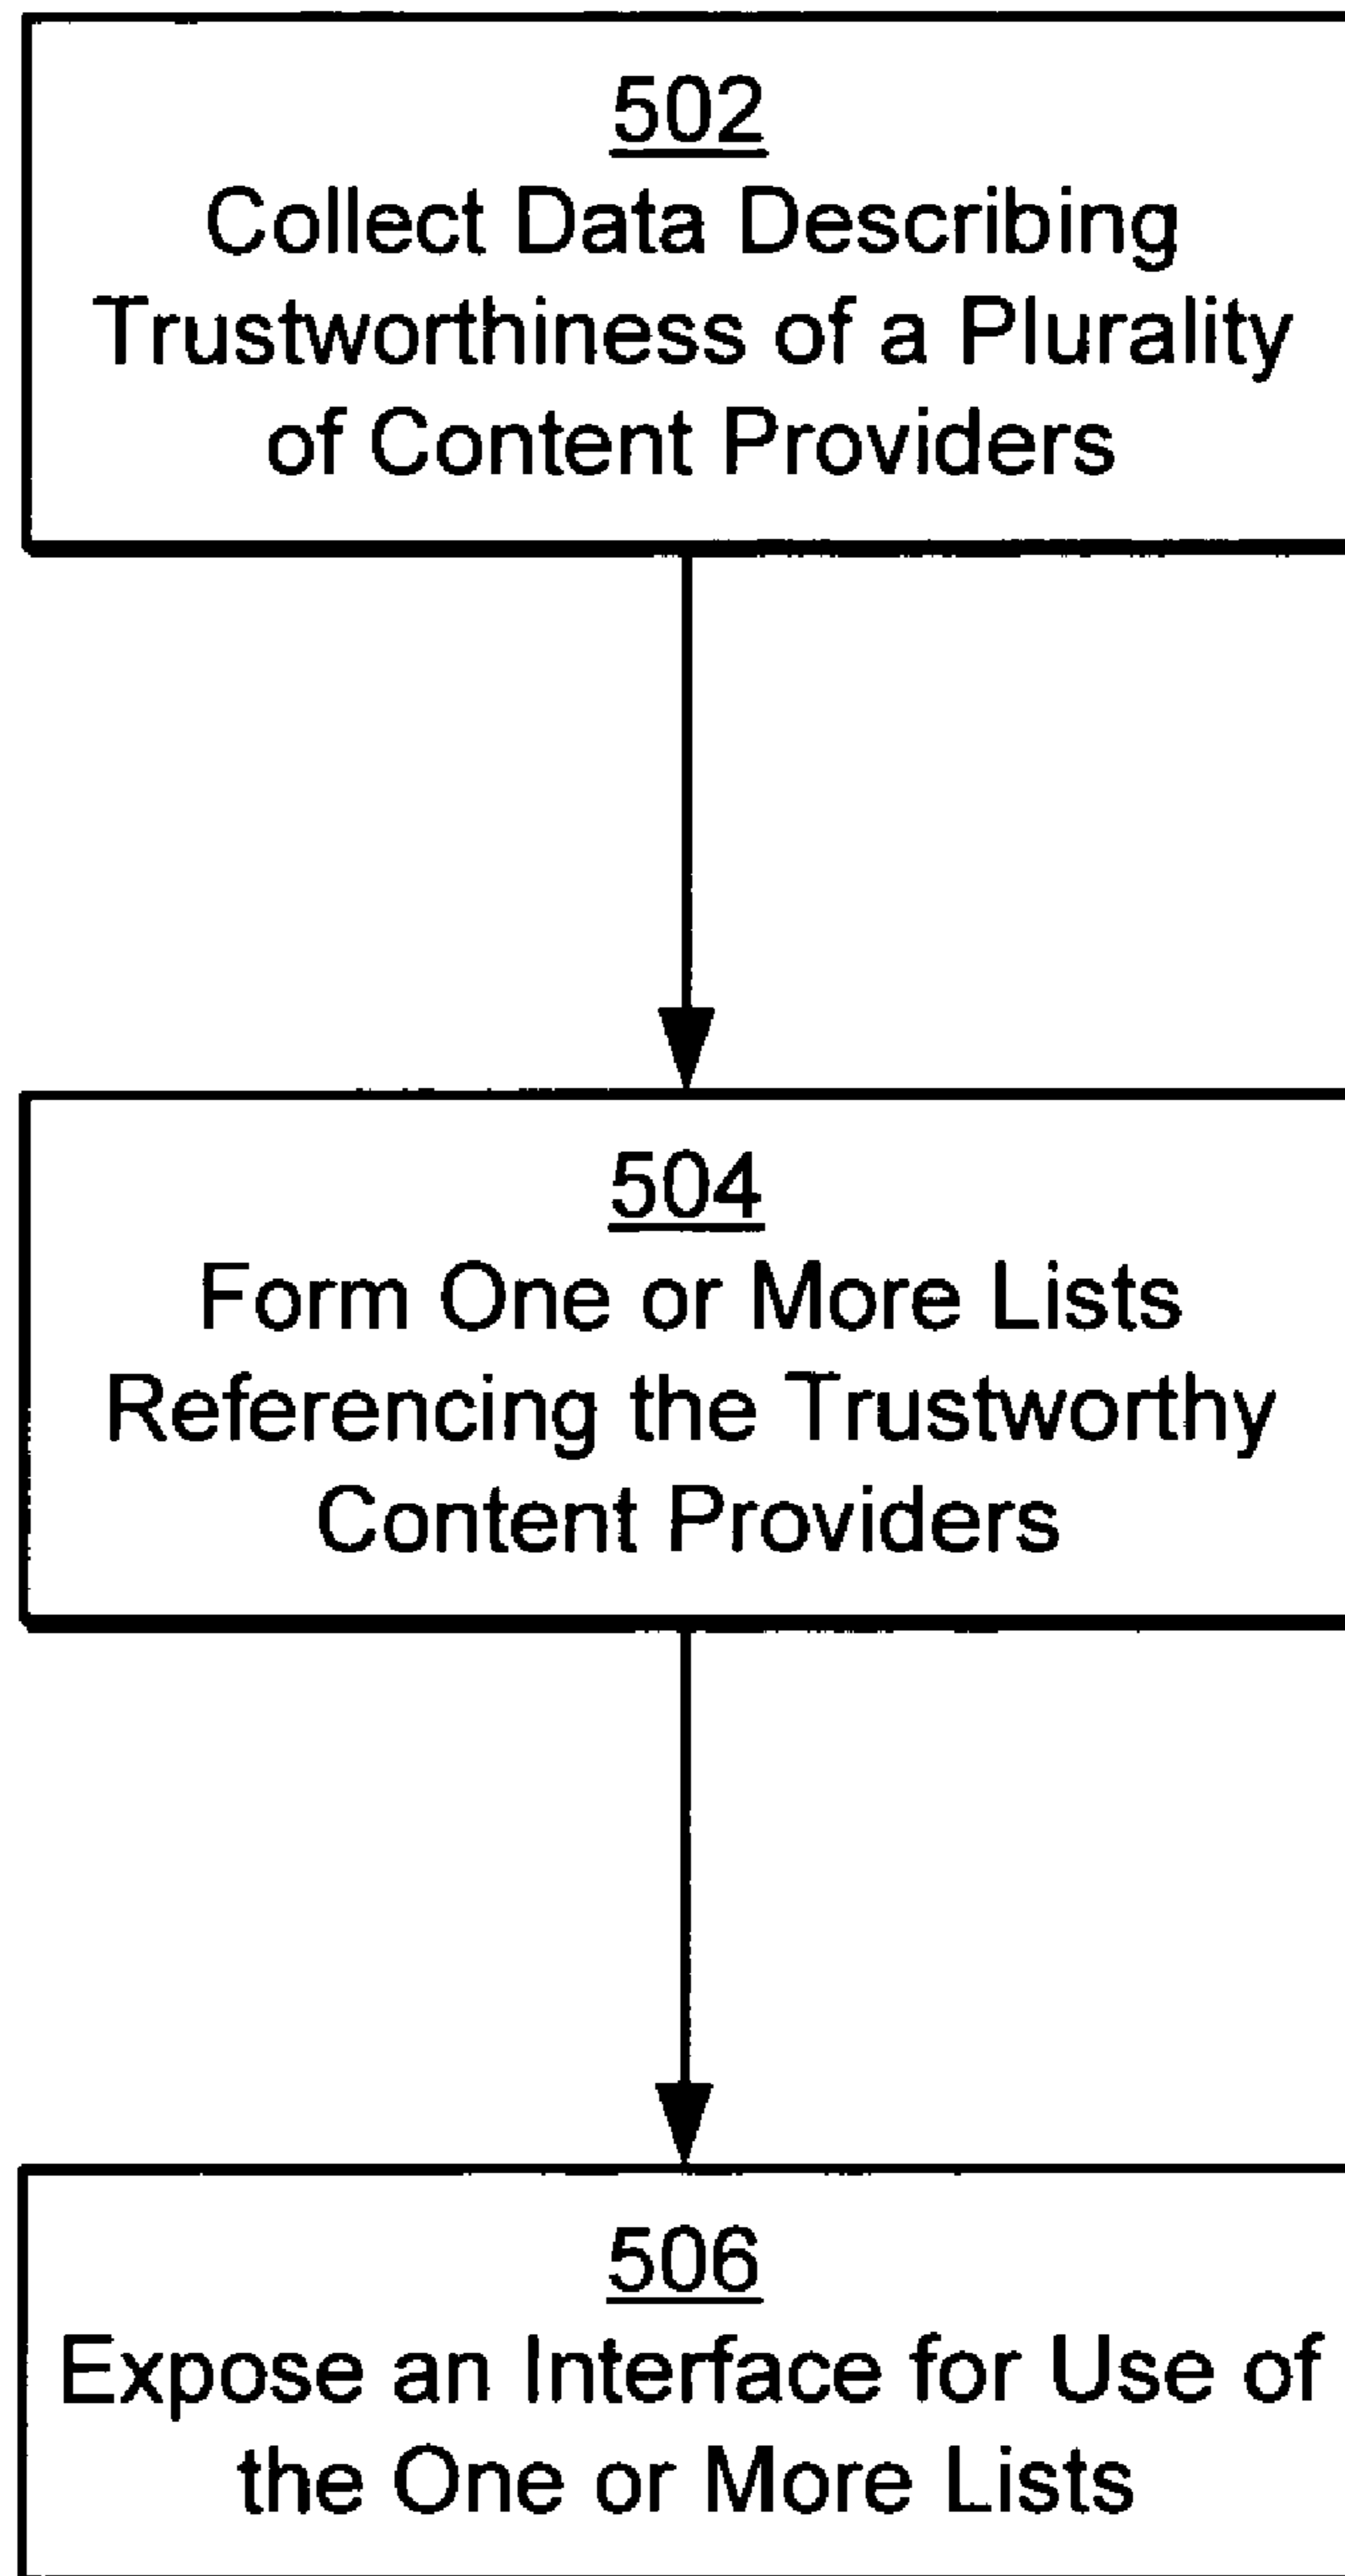 502
Collect Data Describing
Trustworthiness of a Plurality
of Content Providers
504
Form One or More Lists
Referencing the Trustworthy
Content Providers
506
Expose an Interface for Use of
the One or More Lists